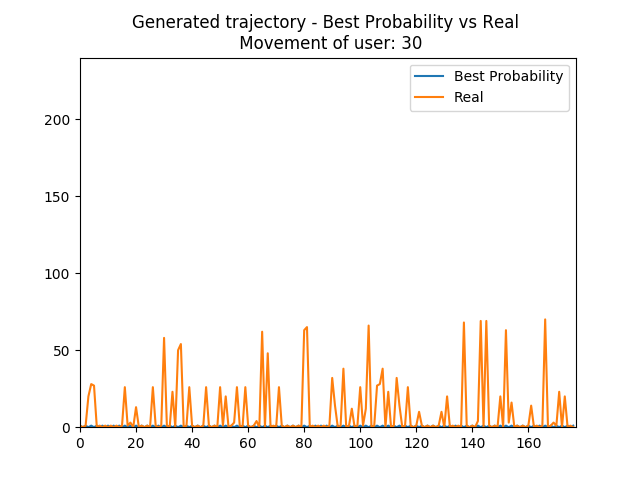 Generated trajectory - Best Probability vs Real
Movement of user: 30
Best Probability
Real
200
150
100
50
0
0 20 40 60 80 100 120 140 160